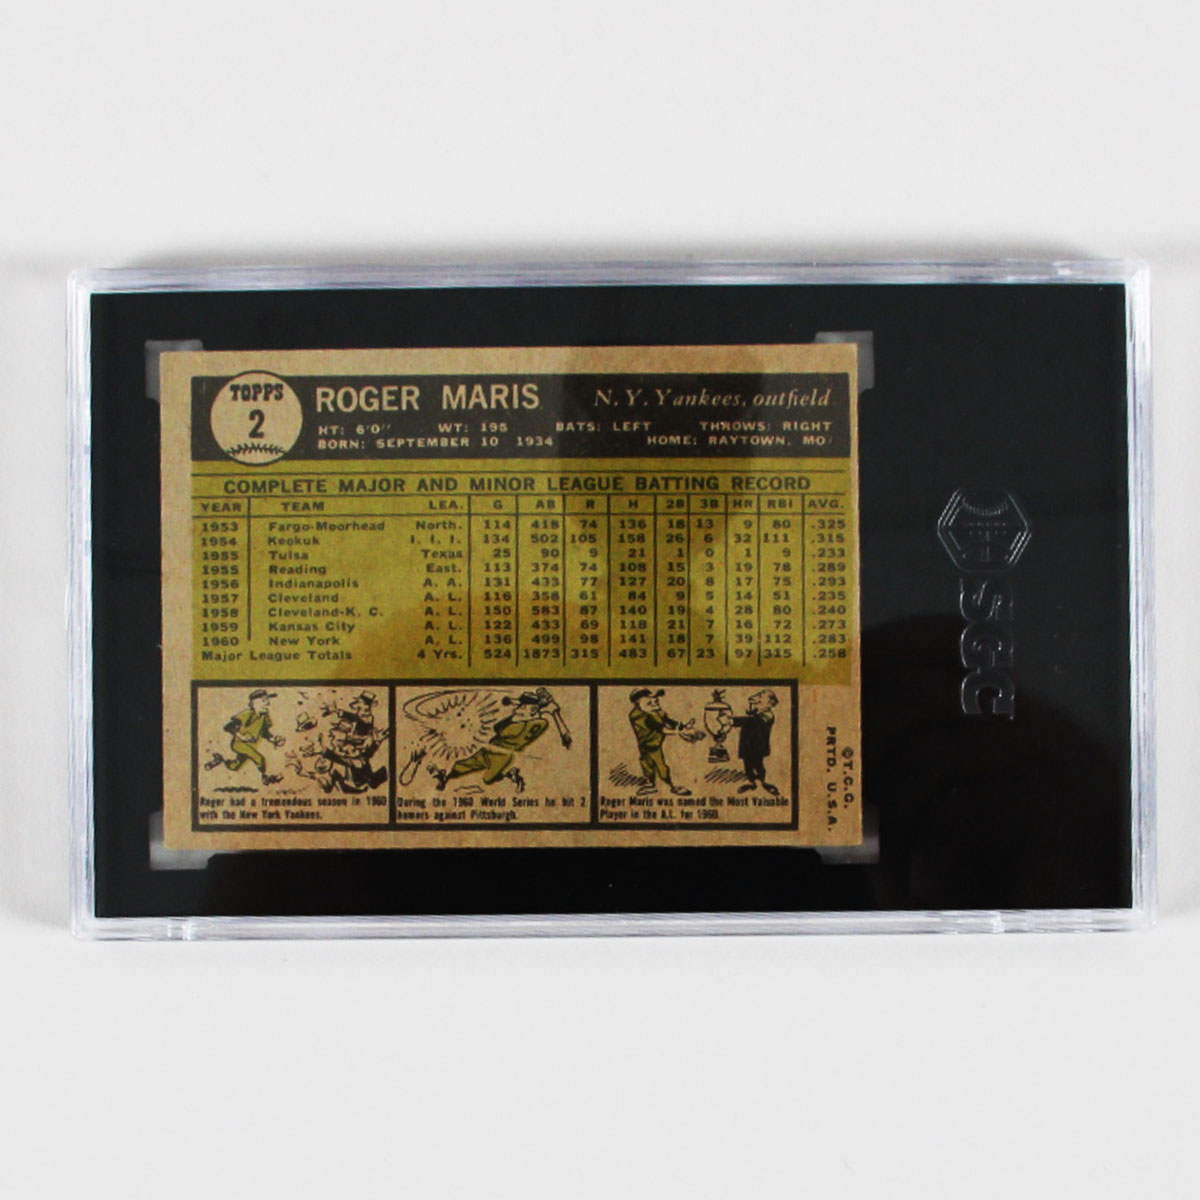 TOPPS
2
ROGER MARIS
N. Y. Yankees, outfield
HT: 6'0" WT: 195 BATS: LEFT THROWS: RIGHT
BORN: SEPTEMBER 10 1934 HOME: RAYTOWN, MO.
COMPLETE MAJOR AND MINOR LEAGUE BATTING RECORD
YEAR TEAM LEA. G AB R H 2B 3B HR RBI AVG.
1953 Fargo-Moorhead North. 114 418 74 136 18 13 9 80 .325
1954 Keokuk I. I. I. 134 502 105 158 26 6 32 111 .315
1955 Tulsa Texas 25 90 9 21 1 0 1 9 .233
1955 Reading East. 113 374 74 108 15 3 19 78 .289
1956 Indianapolis A. A. 131 433 77 127 20 8 17 75 .293
1957 Cleveland A. L. 116 358 61 84 9 5 14 51 .235
1958 Cleveland-K. C. A. L. 150 583 87 140 19 4 28 80 .240
1959 Kansas City A. L. 122 433 69 118 21 7 16 72 .273
1960 New York A. L. 136 499 98 141 18 7 39 112 .283
Major League Totals 4 Yrs. 524 1873 315 483 67 23 97 315 .258
Roger had a tremendous season in 1960
with the New York Yankees.
During the 1960 World Series he hit 2
homers against Pittsburgh.
Roger Maris was named the Most Valuable
Player in the A.L. for 1960.
©T.C.G.
PRTD. U.S.A.
SGC